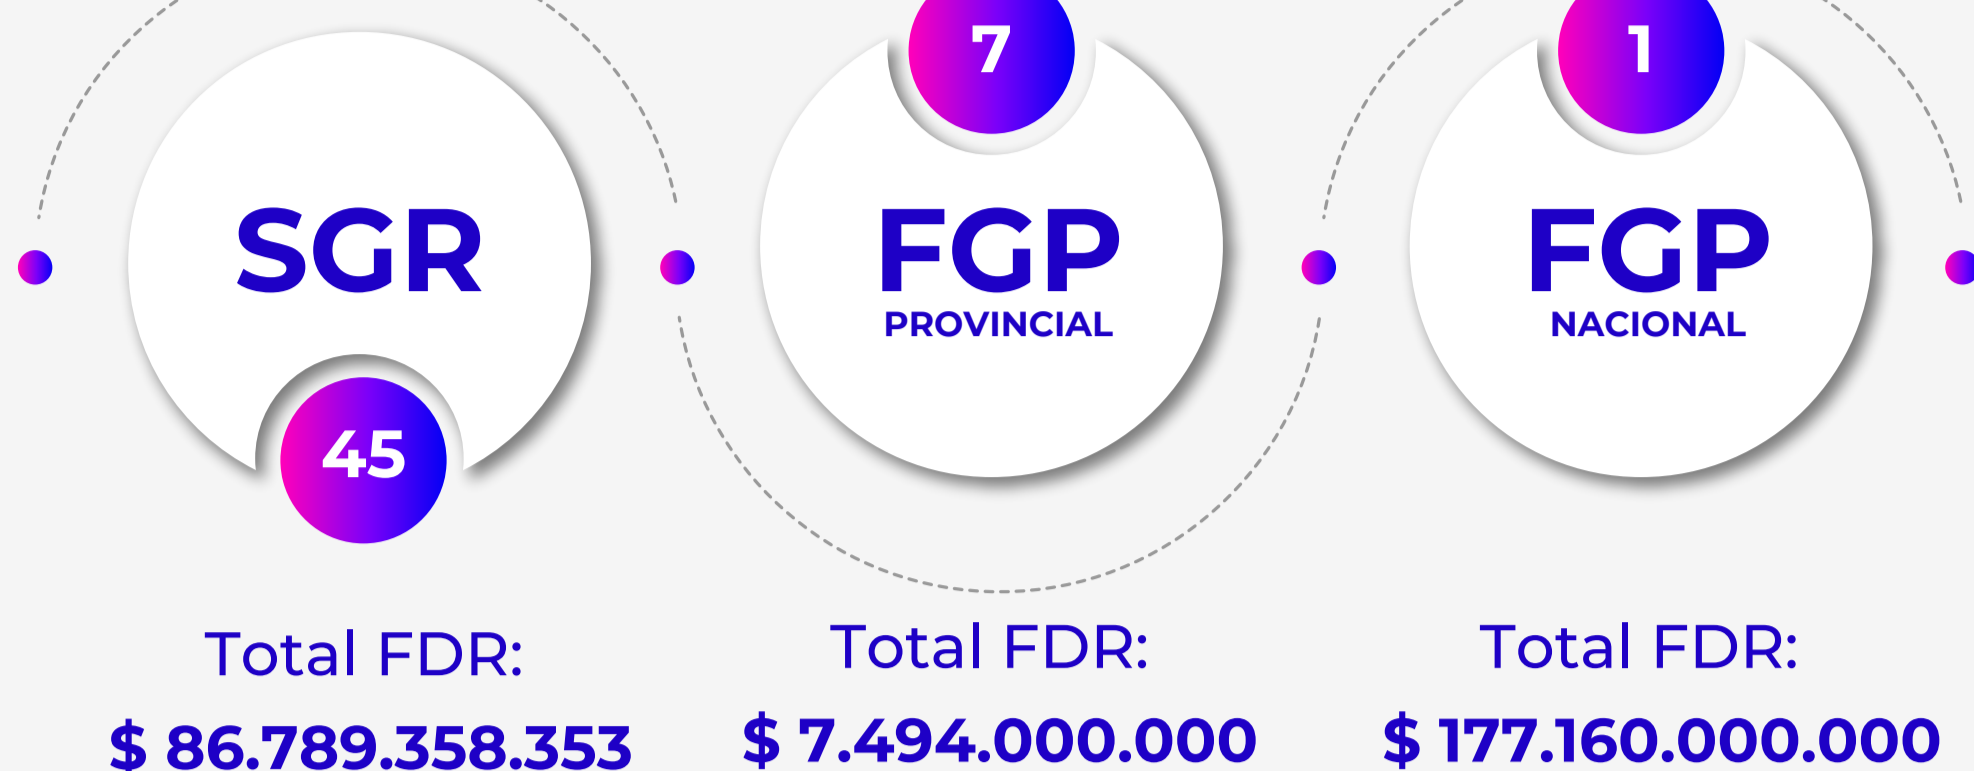 SGR
45
Total FDR:
$ 86.789.358.353
7
FGP
PROVINCIAL
Total FDR:
$ 7.494.000.000
1
FGP
NACIONAL
Total FDR:
$ 177.160.000.000